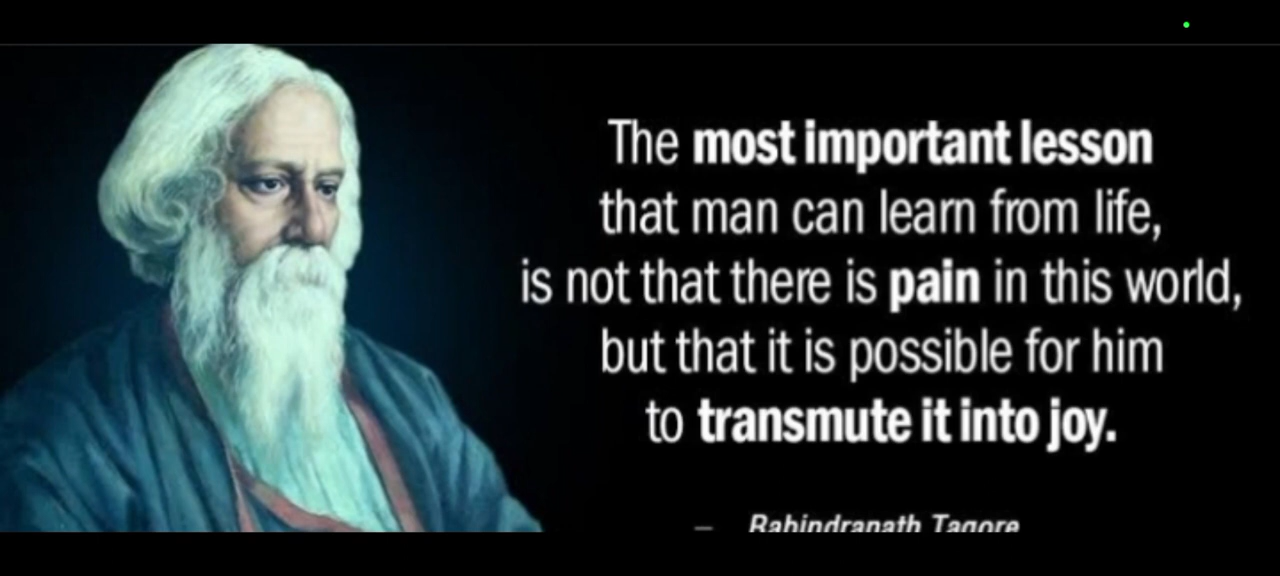 The most important lesson
that man can learn from life,
is not that there is pain in this world,
but that it is possible for him
to transmute it into joy.
– Rabindranath Tagore